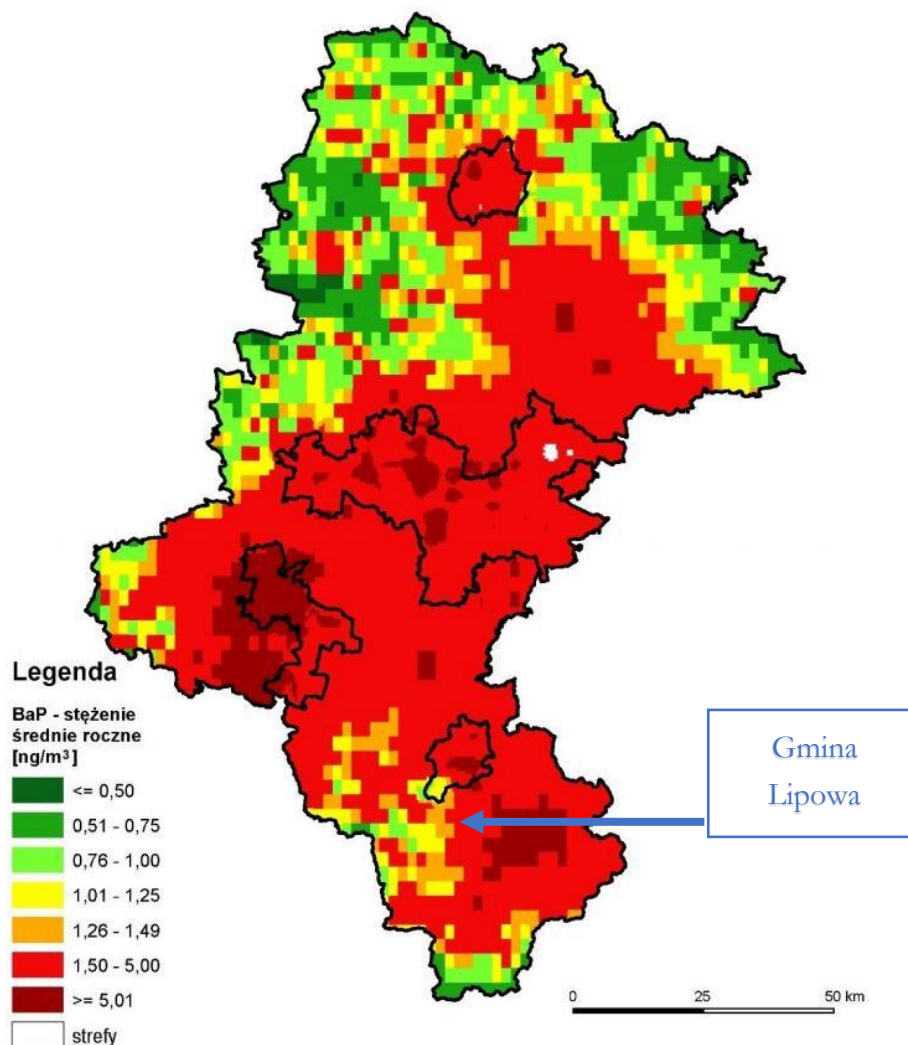 Legenda
BaP - stężenie
średnie roczne
[ng/m³]
<= 0,50
0,51 - 0,75
0,76 - 1,00
1,01 - 1,25
1,26 - 1,49
1,50 - 5,00
>= 5,01
strefy
Gmina
Lipowa
0 25 50 km